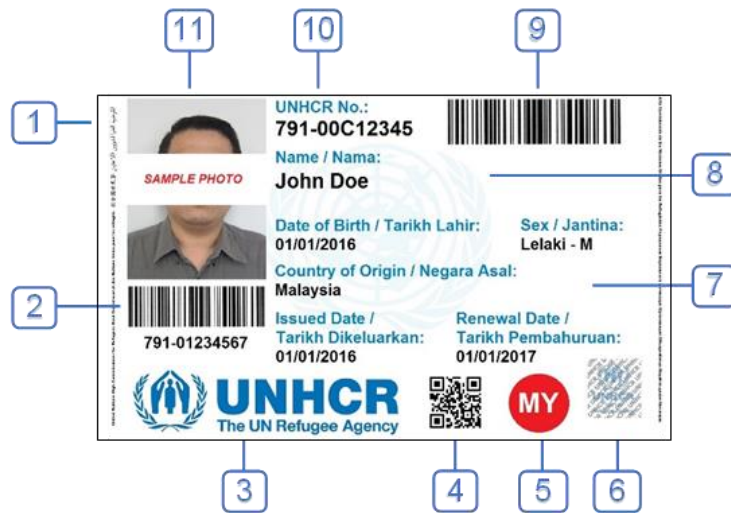 11
10
9
1
UNHCR No.:
791-00C12345
Name / Nama:
8
SAMPLE PHOTO
John Doe
Date of Birth / Tarikh Lahir:
Sex / Jantina:
01/01/2016
Lelaki - M
Country of Origin / Negara Asal:
7
Malaysia
2
Issued Date /
Tarikh Dikeluarkan:
01/01/2016
Renewal Date /
Tarikh Pembahuruan:
01/01/2017
791-01234567
UNHCR
The UN Refugee Agency
MY
UNHCR
3
4
5
6